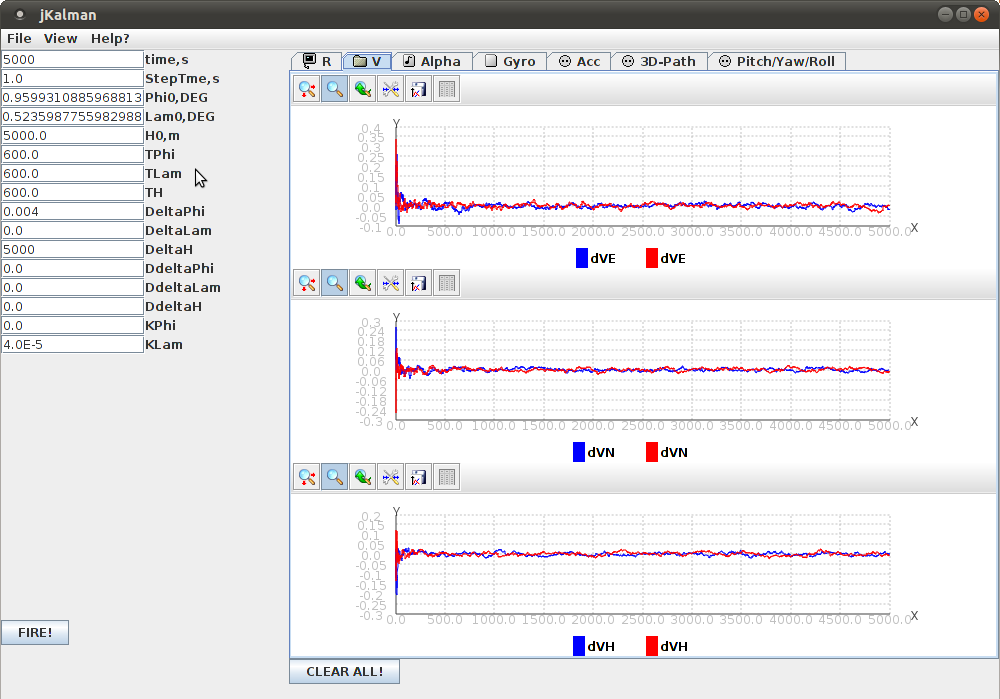 jKalman
File View Help?
5000 time,s
1.0 StepTme,s
0.9599310885968813 Phi0,DEG
0.5235987755982988 Lam0,DEG
5000.0 H0,m
600.0 TPhi
600.0 TLam
600.0 TH
0.004 DeltaPhi
0.0 DeltaLam
5000 DeltaH
0.0 DdeltaPhi
0.0 DdeltaLam
0.0 DdeltaH
0.0 KPhi
4.0E-5 KLam
FIRE!
R V Alpha Gyro Acc 3D-Path Pitch/Yaw/Roll
Y
0.4
0.35
0.3
0.25
0.2
0.15
0.1
0.05
0.0
-0.05
-0.1
0.0 500.0 1000.0 1500.0 2000.0 2500.0 3000.0 3500.0 4000.0 4500.0 5000.0 X
dVE dVE
Y
0.3
0.24
0.18
0.12
0.06
0.0
-0.06
-0.12
-0.18
-0.24
-0.3
0.0 500.0 1000.0 1500.0 2000.0 2500.0 3000.0 3500.0 4000.0 4500.0 5000.0 X
dVN dVN
Y
0.2
0.15
0.1
0.05
0.0
-0.05
-0.1
-0.15
-0.2
-0.25
-0.3
0.0 500.0 1000.0 1500.0 2000.0 2500.0 3000.0 3500.0 4000.0 4500.0 5000.0 X
dVH dVH
CLEAR ALL!